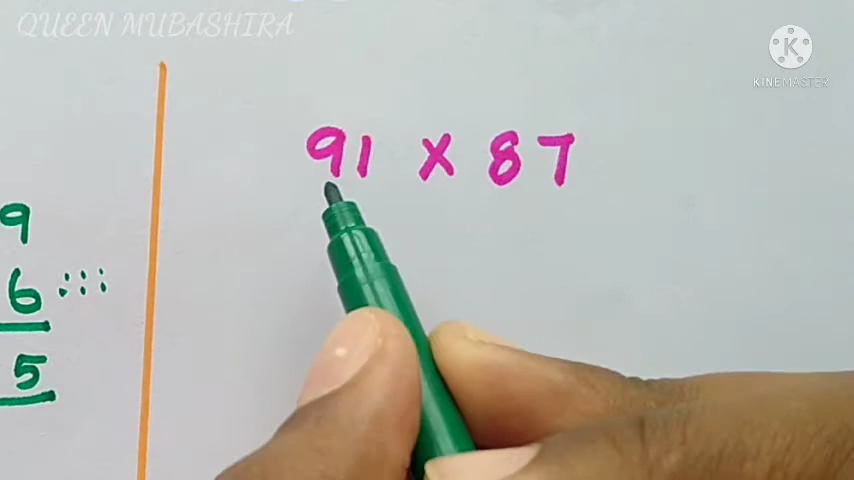 QUEEN MUBASHIRA
KINEMASTER
91 x 87
9
6
5